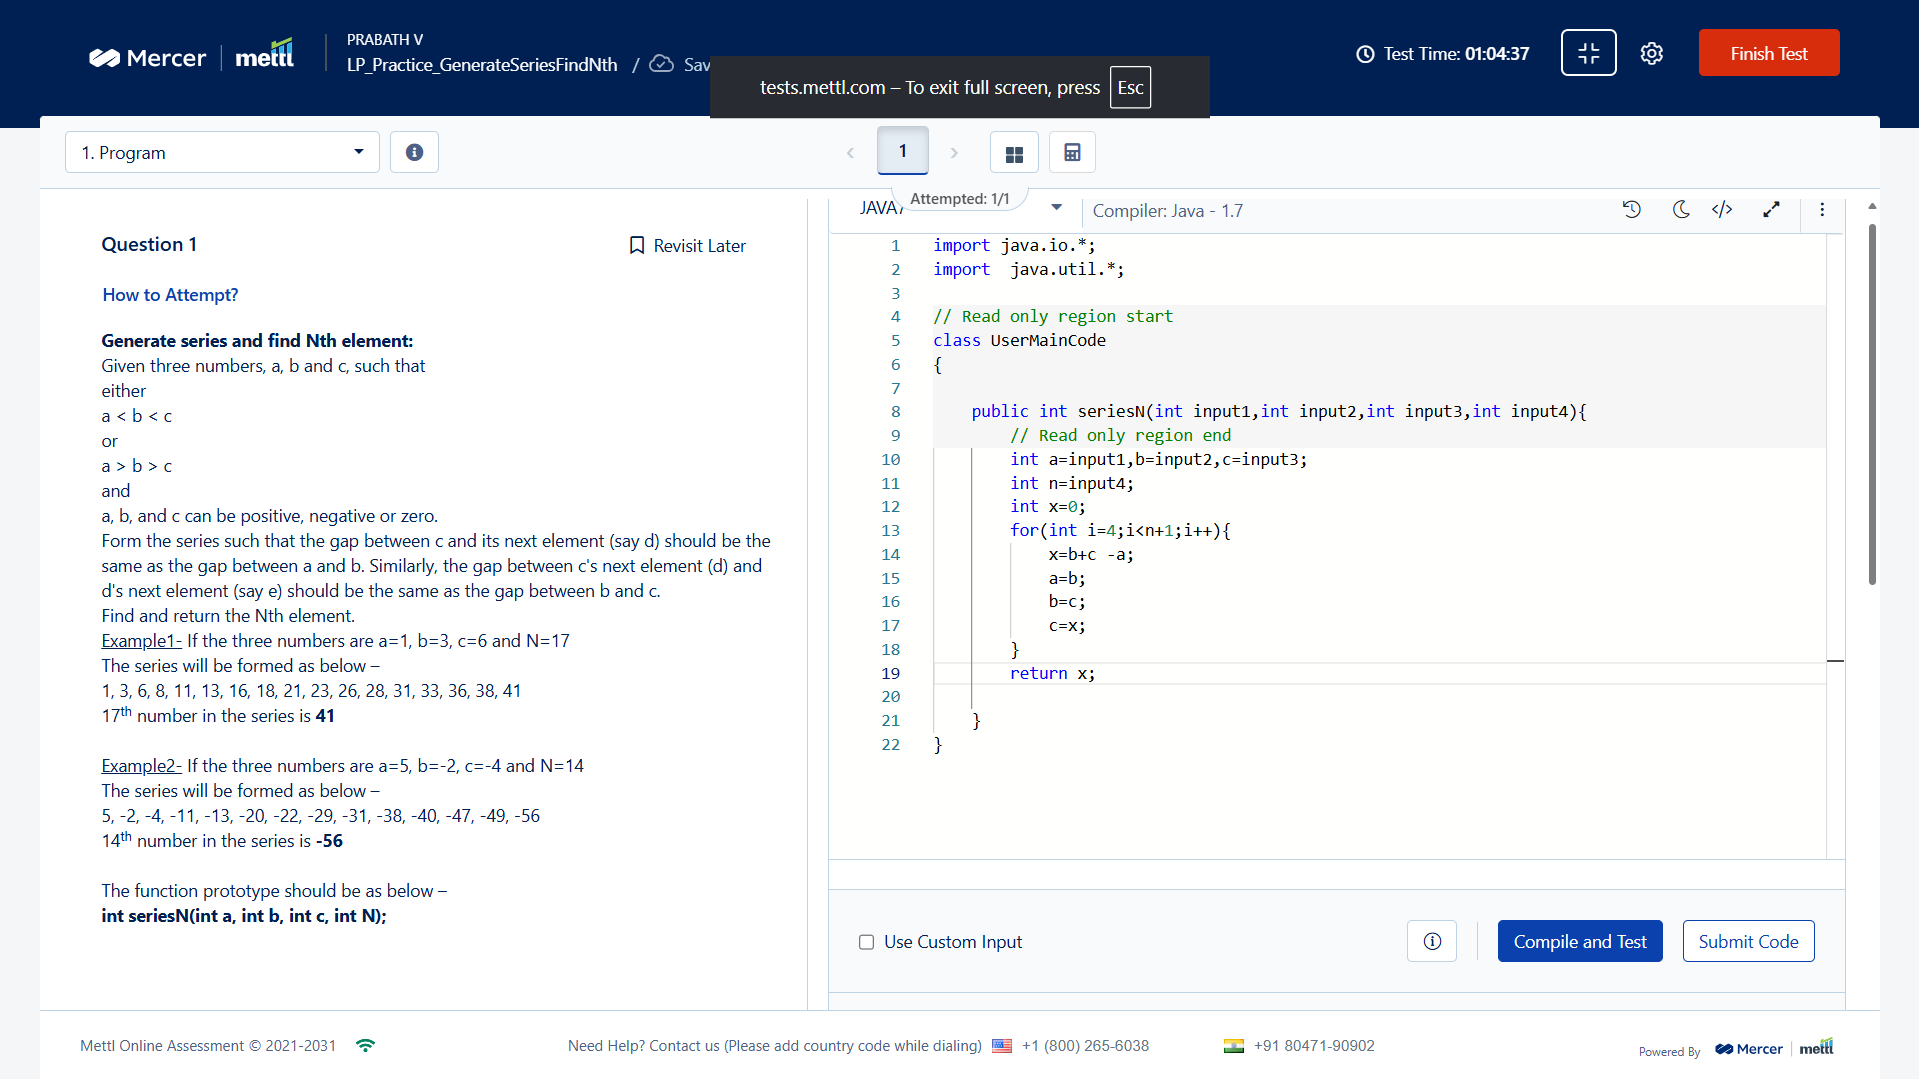 Mercer
mettl
PRABATH V
LP_Practice_GenerateSeriesFindNth
/
Sav
tests.mettl.com – To exit full screen, press Esc
Test Time: 01:04:37
Finish Test
1. Program
1
Attempted: 1/1
Question 1
Revisit Later
How to Attempt?
Generate series and find Nth element:
Given three numbers, a, b and c, such that
either
a < b < c
or
a > b > c
and
a, b, and c can be positive, negative or zero.
Form the series such that the gap between c and its next element (say d) should be the
same as the gap between a and b. Similarly, the gap between c's next element (d) and
d's next element (say e) should be the same as the gap between b and c.
Find and return the Nth element.
Example1- If the three numbers are a=1, b=3, c=6 and N=17
The series will be formed as below –
1, 3, 6, 8, 11, 13, 16, 18, 21, 23, 26, 28, 31, 33, 36, 38, 41
17th number in the series is 41
Example2- If the three numbers are a=5, b=-2, c=-4 and N=14
The series will be formed as below –
5, -2, -4, -11, -13, -20, -22, -29, -31, -38, -40, -47, -49, -56
14th number in the series is -56
The function prototype should be as below –
int seriesN(int a, int b, int c, int N);
JAVA7
Compiler: Java - 1.7
1 import java.io.*;
2 import  java.util.*;
3
4 // Read only region start
5 class UserMainCode
6 {
7
8     public int seriesN(int input1,int input2,int input3,int input4){
9         // Read only region end
10         int a=input1,b=input2,c=input3;
11         int n=input4;
12         int x=0;
13         for(int i=4;i<n+1;i++){
14             x=b+c -a;
15             a=b;
16             b=c;
17             c=x;
18         }
19         return x;
20
21     }
22 }
Use Custom Input
Compile and Test
Submit Code
Mettl Online Assessment © 2021-2031
Need Help? Contact us (Please add country code while dialing)
+1 (800) 265-6038
+91 80471-90902
Powered By
Mercer
mettl